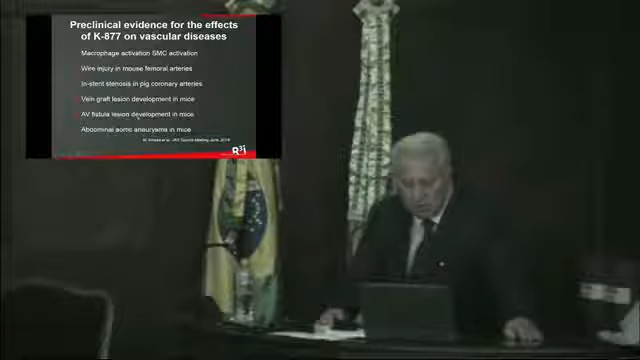 Preclinical evidence for the effects
of K-877 on vascular diseases
Macrophage activation SMC activation
Wire injury in mouse femoral arteries
In-stent stenosis in pig coronary arteries
Vein graft lesion development in mice
AV fistula lesion development in mice
Abdominal aortic aneurysms in mice
R3i